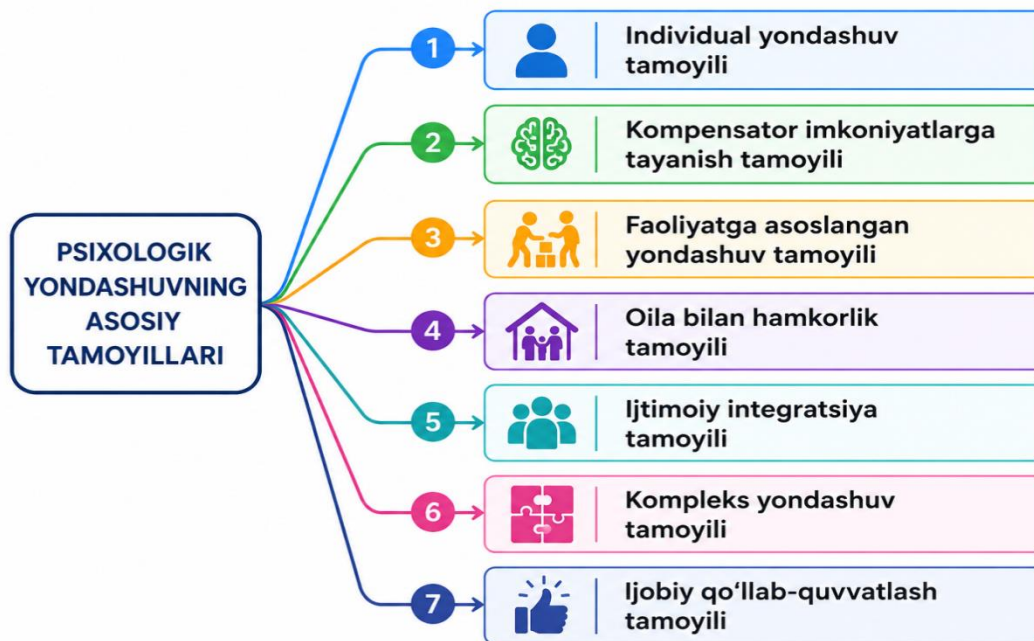 PSIXOLOGIK
YONDASHUVNING
ASOSIY
TAMOYILLARI
1
Individual yondashuv
tamoyili
2
Kompensator imkoniyatlarga
tayanish tamoyili
3
Faoliyatga asoslangan
yondashuv tamoyili
4
Oila bilan hamkorlik
tamoyili
5
Ijtimoiy integratsiya
tamoyili
6
Kompleks yondashuv
tamoyili
7
Ijobiy qo‘llab-quvvatlash
tamoyili